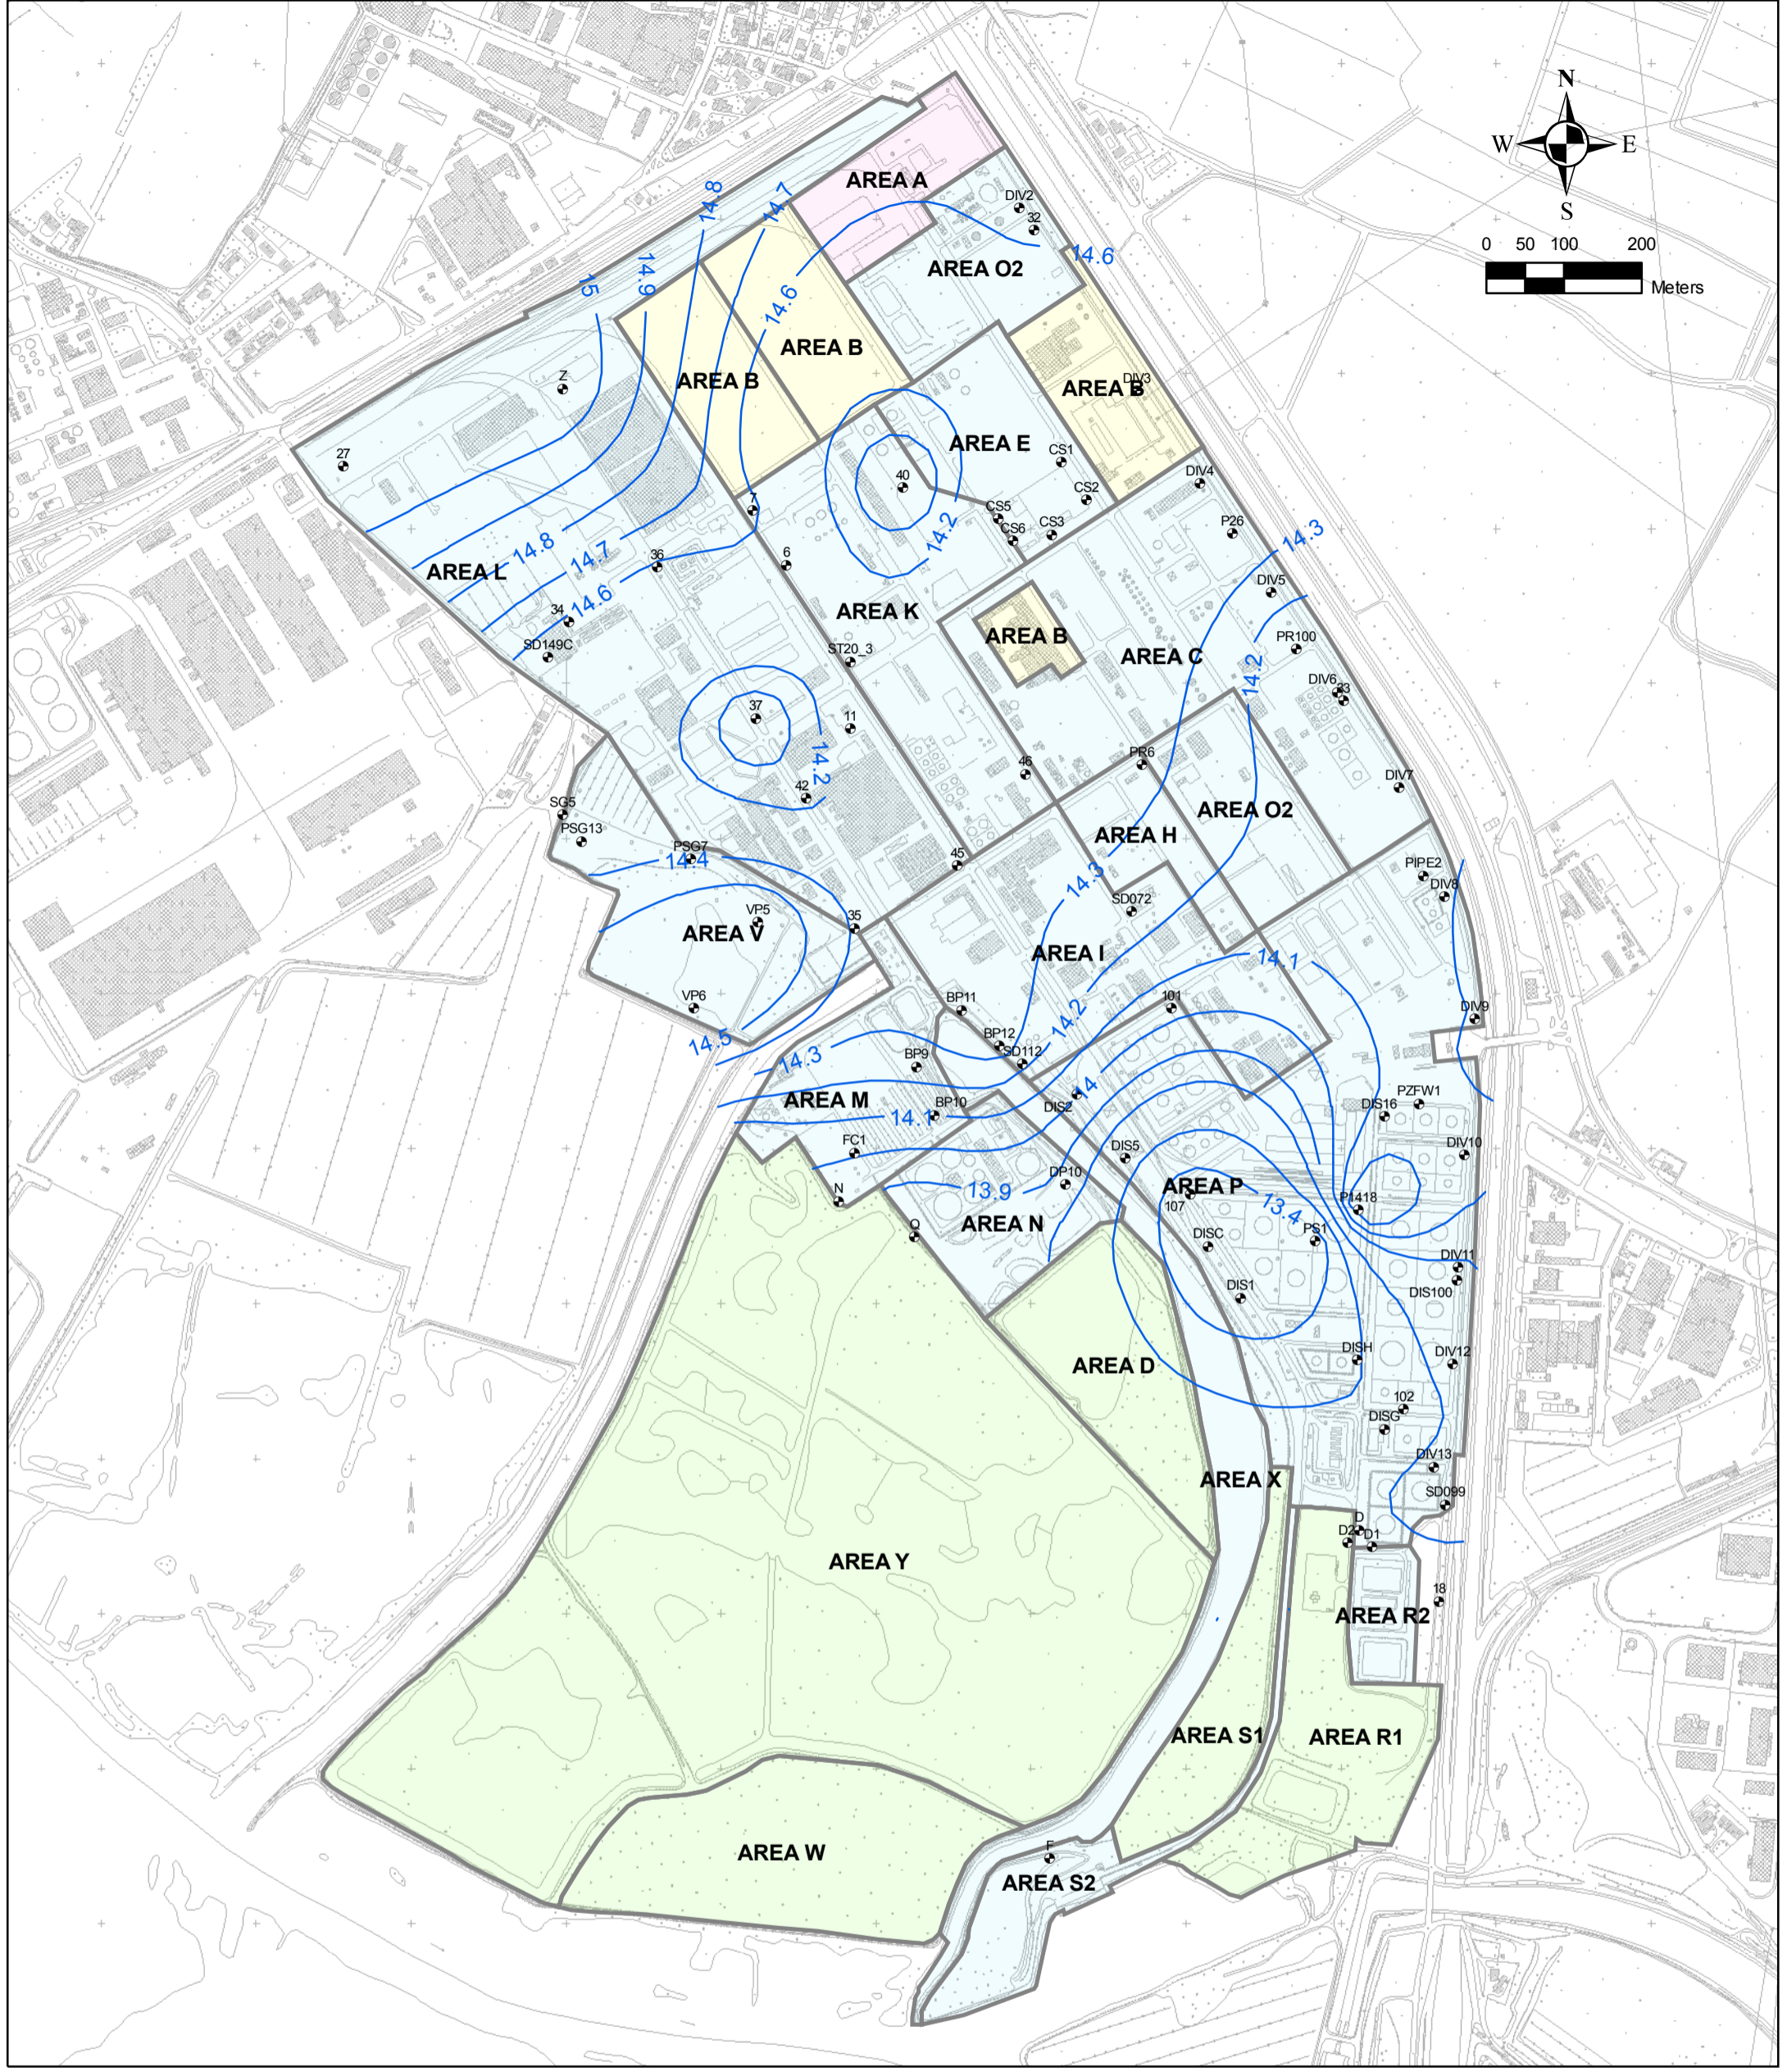 N
W E
S
0 50 100 200
Meters
AREA A
14.8
14.7
DIV2
32
14.6
AREA O2
15
14.9
14.6
AREA B
AREA B
DIV3
AREA B
Z
27
AREA E
CS1
40
CS2
DIV4
7
CS5
CS3
CS6
14.2
P26
14.3
14.8
14.7
36
6
AREA L
DIV5
14.6
34
AREA K
AREA B
SD149C
ST20_3
AREA C
PR100
14.2
DIV6
33
37
11
14.2
46
PR6
42
DIV7
SG5
AREA O2
PSG13
AREA H
PSG7
14.4
45
PIPE2
14.3
DIV8
SD072
VP5
35
AREA V
AREA I
14.1
VP6
BP11
101
DIV9
14.2
BP12
14.5
14.3
SD112
BP9
14
PZFW1
AREA M
DIS2
DIS16
BP10
14.1
FC1
DIS5
DIV10
DP10
N
13.9
AREA P
107
13.4
P1418
Q
AREA N
PS1
DISC
DIV11
DIS1
DIS100
AREA D
DISH
DIV12
102
DISG
DIV13
AREA X
SD099
D
D2
D1
AREA Y
18
AREA R2
AREA S1
AREA R1
AREA W
F
AREA S2